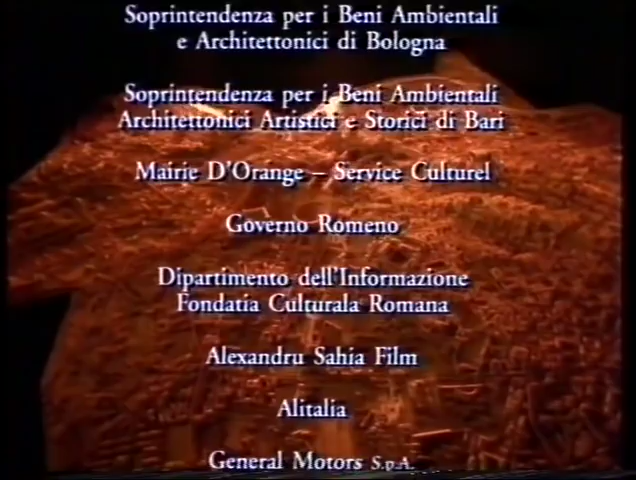 Soprintendenza per i Beni Ambientali
e Architettonici di Bologna
Soprintendenza per i Beni Ambientali
Architettonici Artistici e Storici di Bari
Mairie D'Orange – Service Culturel
Governo Romeno
Dipartimento dell'Informazione
Fondatia Culturala Romana
Alexandru Sahia Film
Alitalia
General Motors S.p.A.